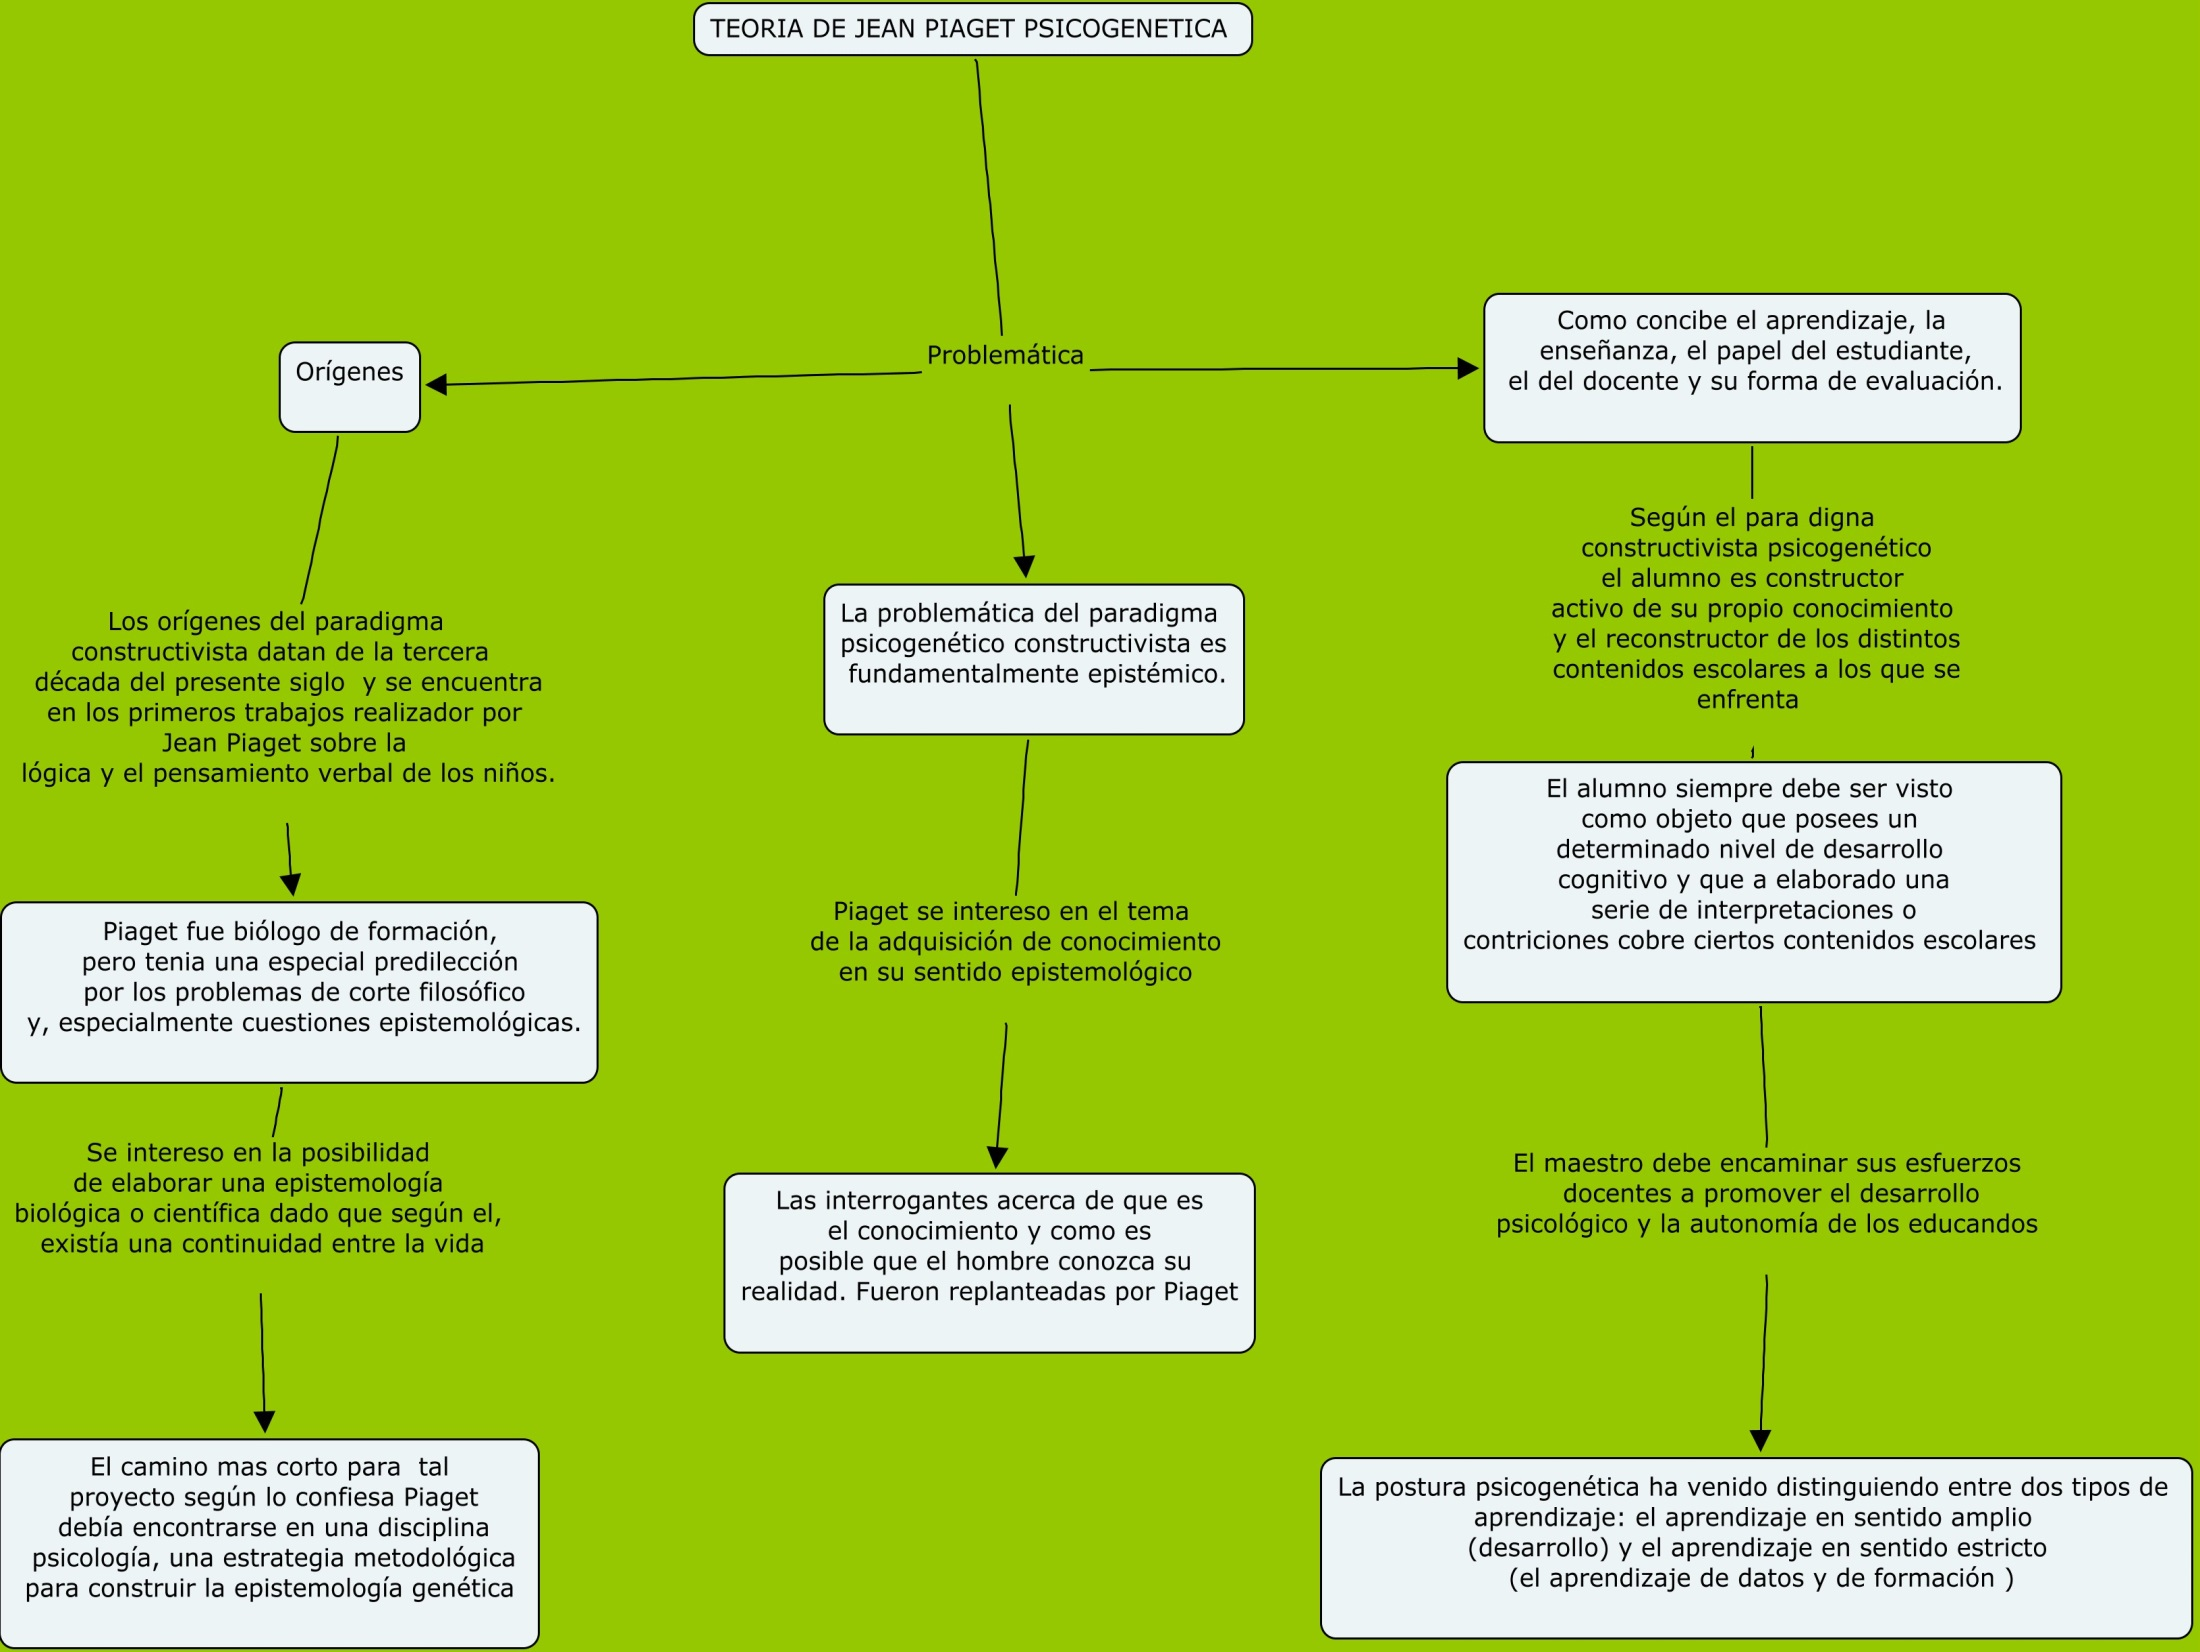 TEORIA DE JEAN PIAGET PSICOGENETICA
Problemática
Orígenes
Los orígenes del paradigma
constructivista datan de la tercera
década del presente siglo y se encuentra
en los primeros trabajos realizador por
Jean Piaget sobre la
lógica y el pensamiento verbal de los niños.
Piaget fue biólogo de formación,
pero tenia una especial predilección
por los problemas de corte filosófico
y, especialmente cuestiones epistemológicas.
Se intereso en la posibilidad
de elaborar una epistemología
biológica o científica dado que según el,
existía una continuidad entre la vida
El camino mas corto para tal
proyecto según lo confiesa Piaget
debía encontrarse en una disciplina
psicología, una estrategia metodológica
para construir la epistemología genética
La problemática del paradigma
psicogenético constructivista es
fundamentalmente epistémico.
Piaget se intereso en el tema
de la adquisición de conocimiento
en su sentido epistemológico
Las interrogantes acerca de que es
el conocimiento y como es
posible que el hombre conozca su
realidad. Fueron replanteadas por Piaget
Como concibe el aprendizaje, la
enseñanza, el papel del estudiante,
el del docente y su forma de evaluación.
Según el para digna
constructivista psicogenético
el alumno es constructor
activo de su propio conocimiento
y el reconstructor de los distintos
contenidos escolares a los que se
enfrenta
El alumno siempre debe ser visto
como objeto que posees un
determinado nivel de desarrollo
cognitivo y que a elaborado una
serie de interpretaciones o
contriciones cobre ciertos contenidos escolares
El maestro debe encaminar sus esfuerzos
docentes a promover el desarrollo
psicológico y la autonomía de los educandos
La postura psicogenética ha venido distinguiendo entre dos tipos de
aprendizaje: el aprendizaje en sentido amplio
(desarrollo) y el aprendizaje en sentido estricto
(el aprendizaje de datos y de formación )